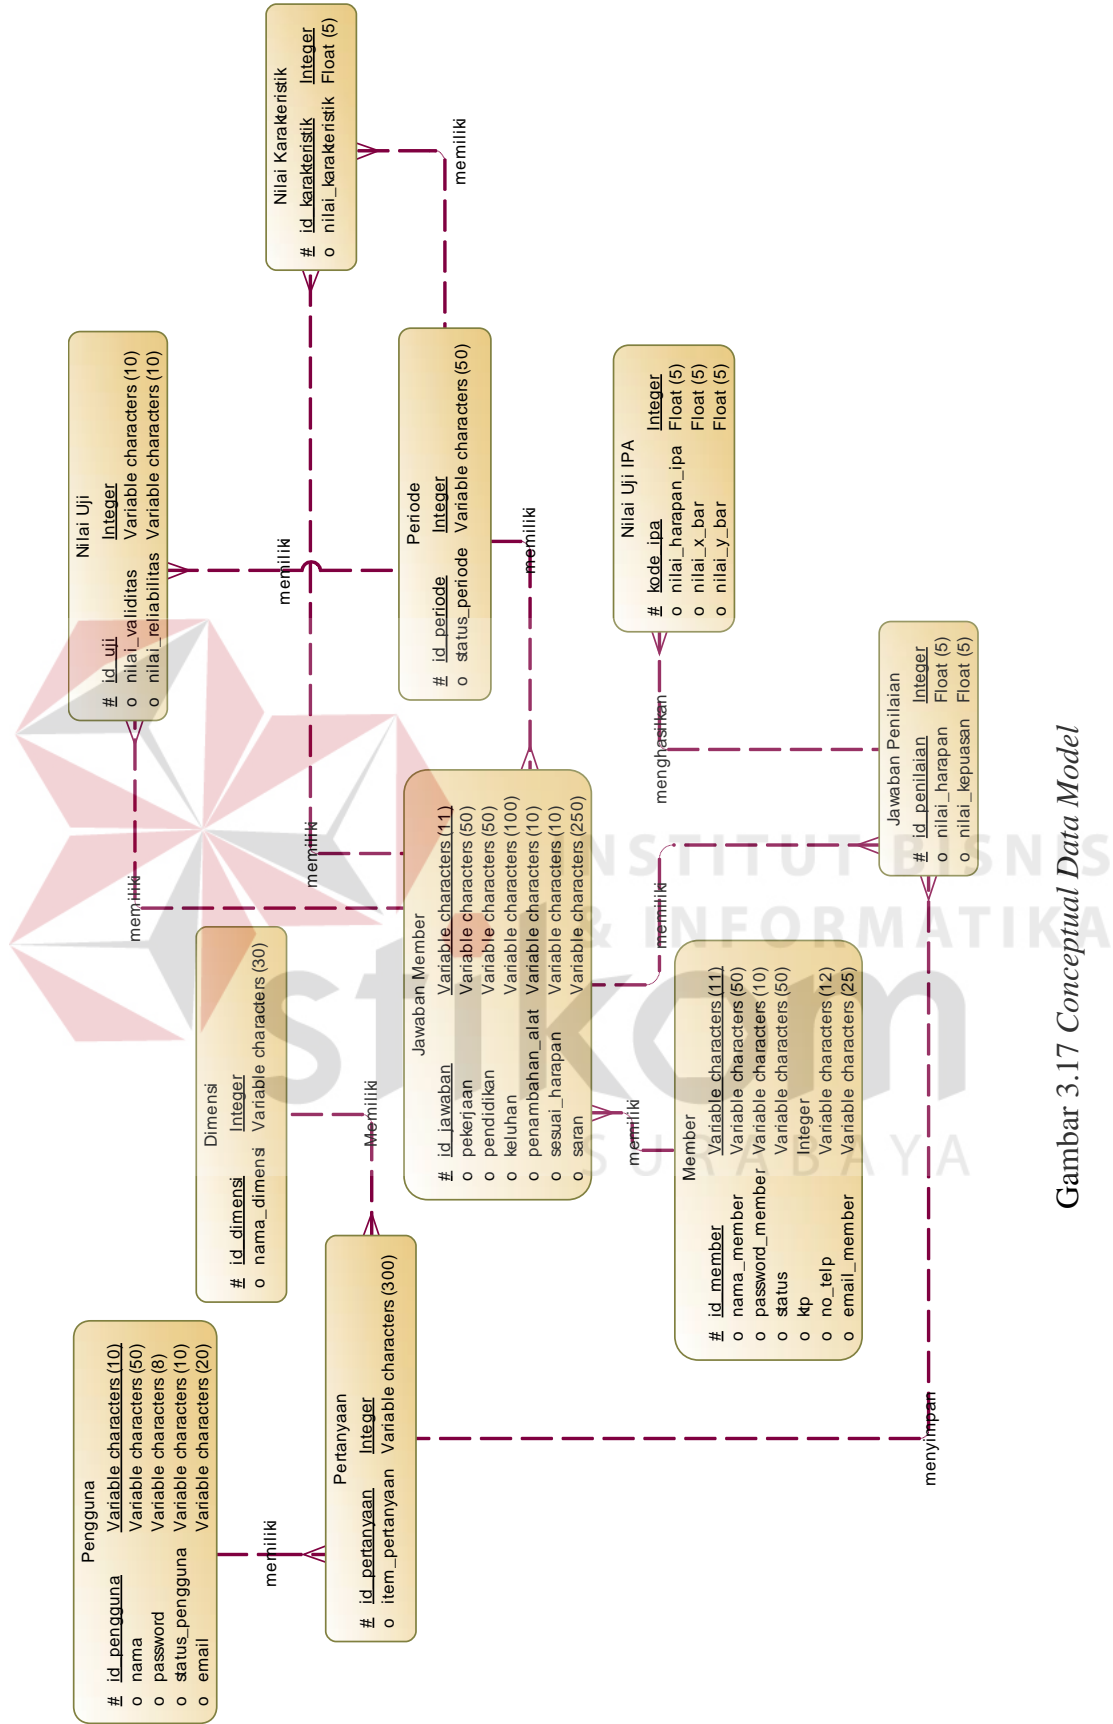 Pengguna
# id_pengguna Variable characters (10)
o nama Variable characters (50)
o password Variable characters (8)
o status_pengguna Variable characters (10)
o email Variable characters (20)
memiliki
Pertanyaan
# id_pertanyaan Integer
o item_pertanyaan Variable characters (300)
Dimensi
# id_dimensi Integer
o nama_dimensi Variable characters (30)
Memiliki
Nilai Uji
# id_uji Integer
o nilai_validitas Variable characters (10)
o nilai_reliabilitas Variable characters (10)
memiliki
memiliki
Nilai Karakteristik
# id_karakteristik Integer
o nilai_karakteristik Float (5)
memiliki
memiliki
Periode
# id_periode Integer
o status_periode Variable characters (50)
memiliki
Jawaban Member
# id_jawaban Variable characters (11)
o pekerjaan Variable characters (50)
o pendidikan Variable characters (50)
o keluhan Variable characters (100)
o penambahan_alat Variable characters (10)
o sesuai_harapan Variable characters (10)
o saran Variable characters (250)
memiliki
memiliki
Member
# id_member Variable characters (11)
o nama_member Variable characters (50)
o password_member Variable characters (10)
o status Variable characters (50)
o ktp Integer
o no_telp Variable characters (12)
o email_member Variable characters (25)
Nilai Uji IPA
# kode_ipa Integer
o nilai_harapan_ipa Float (5)
o nilai_x_bar Float (5)
o nilai_y_bar Float (5)
menghasilkan
Jawaban Penilaian
# id_penilaian Integer
o nilai_harapan Float (5)
o nilai_kepuasan Float (5)
menyimpan
INSTITUT BISNIS
& INFORMATIKA
stikom
SURABAYA
Gambar 3.17 Conceptual Data Model